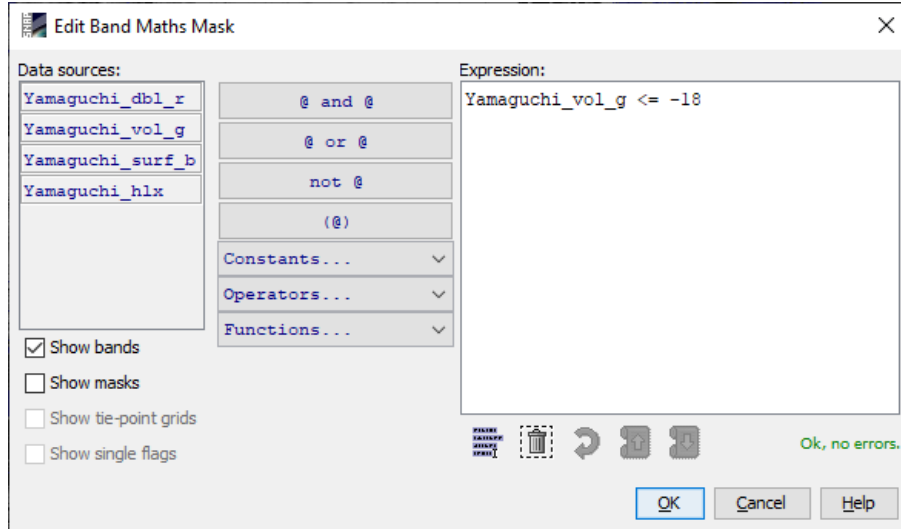 Edit Band Maths Mask
Data sources:
Yamaguchi_dbl_r
Yamaguchi_vol_g
Yamaguchi_surf_b
Yamaguchi_hlx
Show bands
Show masks
Show tie-point grids
Show single flags
@ and @
@ or @
not @
(@)
Constants...
Operators...
Functions...
Expression:
Yamaguchi_vol_g <= -18
Ok, no errors.
OK
Cancel
Help